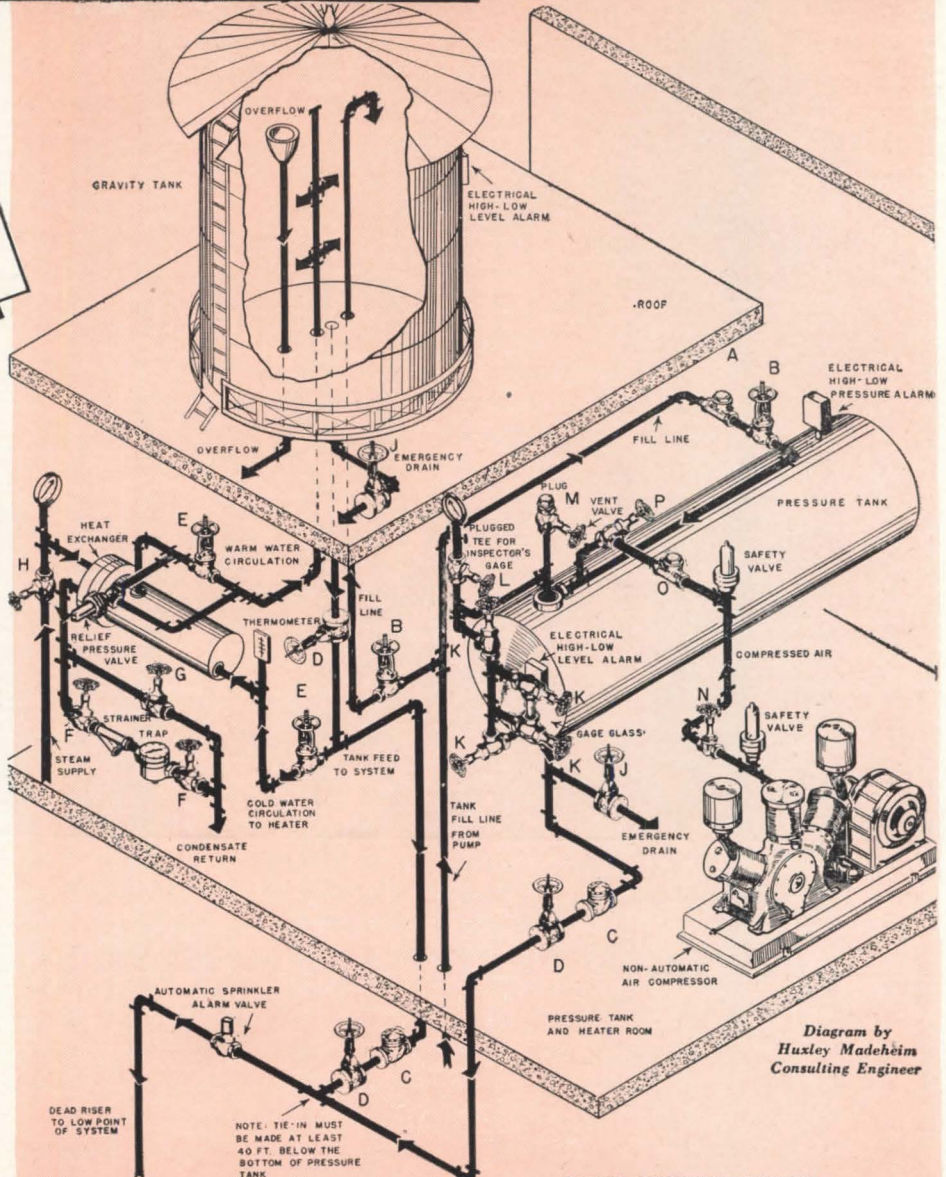 OVERFLOW
GRAVITY TANK
ELECTRICAL
HIGH-LOW
LEVEL ALARM
ROOF
A
B
ELECTRICAL
HIGH-LOW
PRESSURE ALARM
FILL LINE
OVERFLOW
J
EMERGENCY
DRAIN
PLUG
M
VENT
VALVE
P
PRESSURE TANK
HEAT
EXCHANGER
E
WARM WATER
CIRCULATION
PLUGGED
TEE FOR
INSPECTOR'S
GAGE
H
L
O
SAFETY
VALVE
RELIEF
PRESSURE
VALVE
FILL
LINE
THERMOMETER
D
B
K
ELECTRICAL
HIGH-LOW
LEVEL ALARM
COMPRESSED AIR
G
E
K
N
SAFETY
VALVE
F
STRAINER
TRAP
K
GAGE GLASS
K
STEAM
SUPPLY
F
TANK FEED
TO SYSTEM
J
COLD WATER
CIRCULATION
TO HEATER
TANK
FILL LINE
FROM
PUMP
EMERGENCY
DRAIN
CONDENSATE
RETURN
D
C
NON-AUTOMATIC
AIR COMPRESSOR
AUTOMATIC SPRINKLER
ALARM VALVE
PRESSURE TANK
AND HEATER ROOM
Diagram by
Huxley Madeheim
Consulting Engineer
D
C
DEAD RISER
TO LOW POINT
OF SYSTEM
NOTE: TIE-IN MUST
BE MADE AT LEAST
40 FT. BELOW THE
BOTTOM OF PRESSURE
TANK